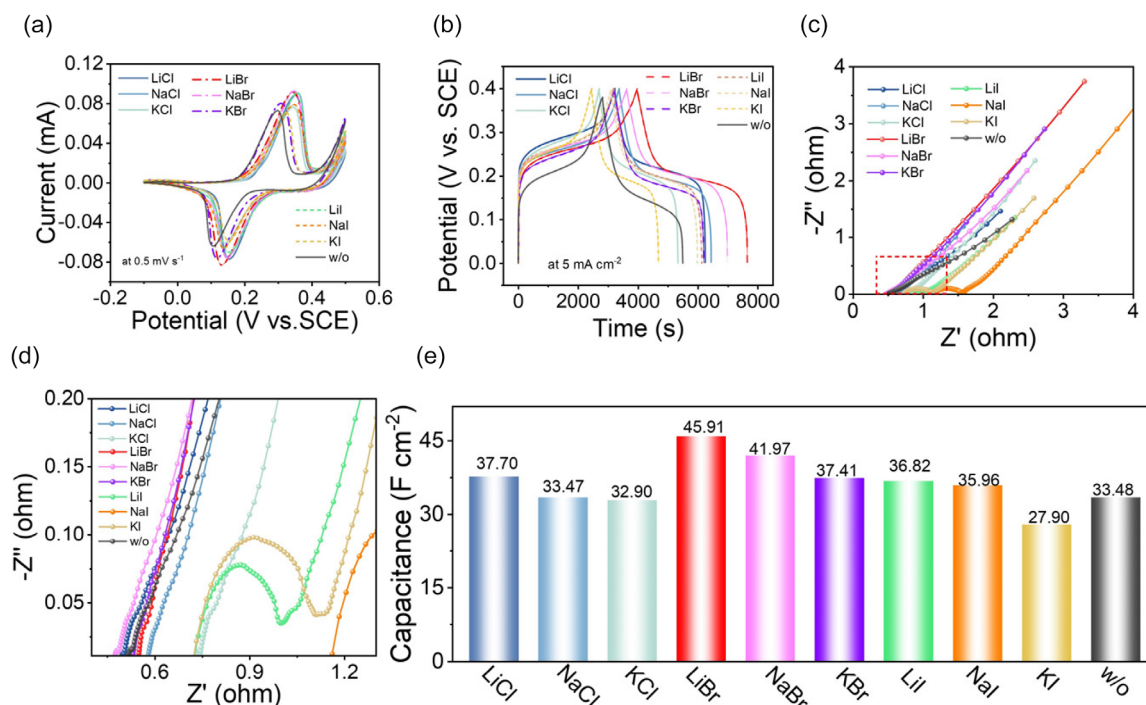 (a)
0.12
0.08
0.04
0.00
-0.04
-0.08
-0.2
0.0
0.2
0.4
0.6
Current (mA)
Potential (V vs.SCE)
LiCl
NaCl
KCl
LiBr
NaBr
KBr
LiI
NaI
KI
w/o
at 0.5 mV s⁻¹
(b)
0.5
0.4
0.3
0.2
0.1
0.0
0
2000
4000
6000
8000
Potential (V vs. SCE)
Time (s)
LiCl
NaCl
KCl
LiBr
NaBr
KBr
LiI
NaI
KI
w/o
at 5 mA cm⁻²
(c)
4
3
2
1
0
0
1
2
3
4
-Z'' (ohm)
Z' (ohm)
LiCl
NaCl
KCl
LiBr
NaBr
KBr
LiI
NaI
KI
w/o
(d)
0.20
0.15
0.10
0.05
0.6
0.9
1.2
-Z'' (ohm)
Z' (ohm)
LiCl
NaCl
KCl
LiBr
NaBr
KBr
LiI
NaI
KI
w/o
(e)
Capacitance (F cm⁻²)
45
30
15
0
37.70
33.47
32.90
45.91
41.97
37.41
36.82
35.96
27.90
33.48
LiCl
NaCl
KCl
LiBr
NaBr
KBr
LiI
NaI
KI
w/o